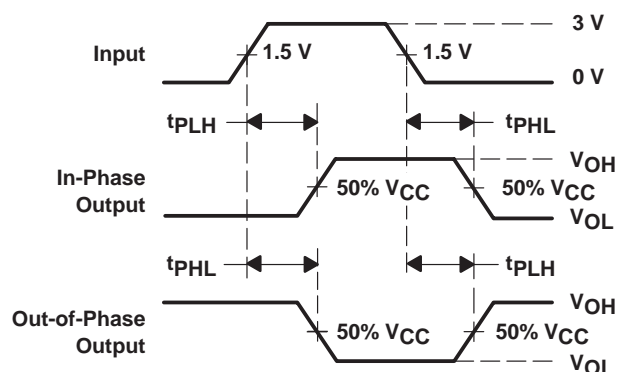 3 V
Input
1.5 V
1.5 V
0 V
tPLH
tPHL
VOH
In-Phase
Output
50% VCC
50% VCC
VOL
tPHL
tPLH
VOH
Out-of-Phase
Output
50% VCC
50% VCC
VOL